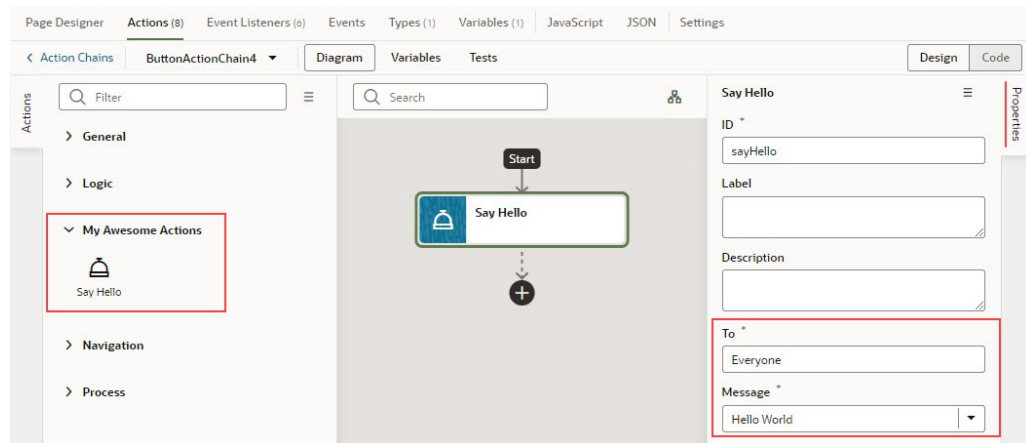 Page Designer Actions (8) Event Listeners (6) Events Types (1) Variables (1) JavaScript JSON Settings
Action Chains ButtonActionChain4 Diagram Variables Tests Design Code
Actions
Filter
General
Logic
My Awesome Actions
Say Hello
Navigation
Process
Search
Start
Say Hello
Say Hello
ID *
sayHello
Label
Description
To *
Everyone
Message *
Hello World
Properties